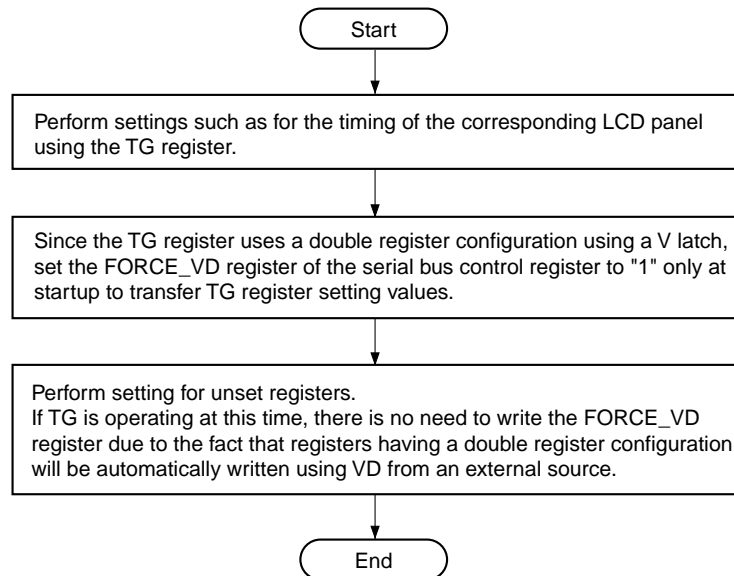 Start
Perform settings such as for the timing of the corresponding LCD panel
using the TG register.
Since the TG register uses a double register configuration using a V latch,
set the FORCE_VD register of the serial bus control register to "1" only at
startup to transfer TG register setting values.
Perform setting for unset registers.
If TG is operating at this time, there is no need to write the FORCE_VD
register due to the fact that registers having a double register configuration
will be automatically written using VD from an external source.
End